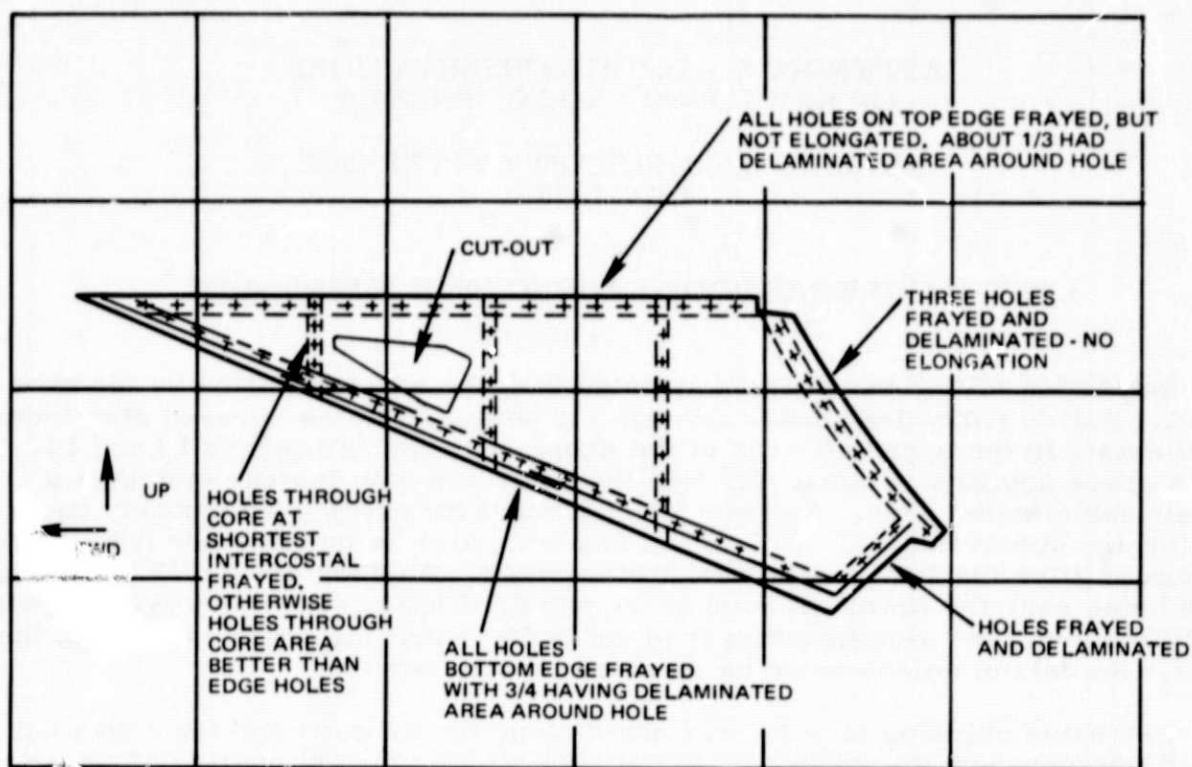 ALL HOLES ON TOP EDGE FRAYED, BUT
NOT ELONGATED. ABOUT 1/3 HAD
DELAMINATED AREA AROUND HOLE
CUT-OUT
THREE HOLES
FRAYED AND
DELAMINATED - NO
ELONGATION
UP
FWD
HOLES THROUGH
CORE AT
SHORTEST
INTERCOSTAL
FRAYED.
OTHERWISE
HOLES THROUGH
CORE AREA
BETTER THAN
EDGE HOLES
ALL HOLES
BOTTOM EDGE FRAYED
WITH 3/4 HAVING DELAMINATED
AREA AROUND HOLE
HOLES FRAYED
AND DELAMINATED